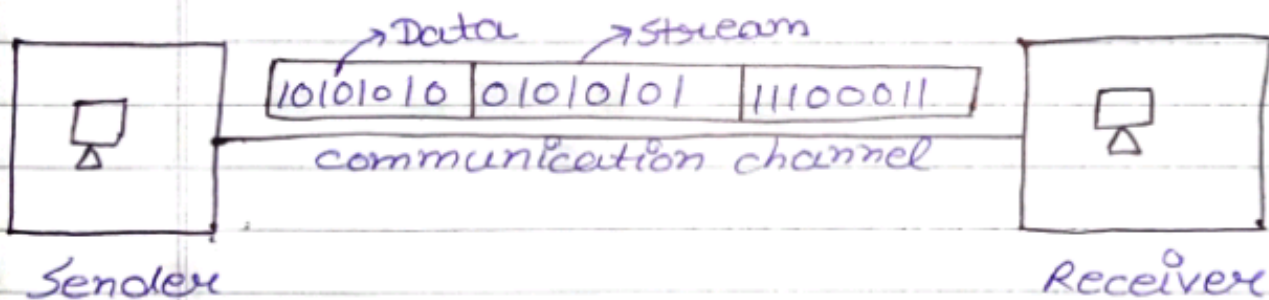 Data Stream
10101010 01010101 11100011
communication channel
Sender Receiver